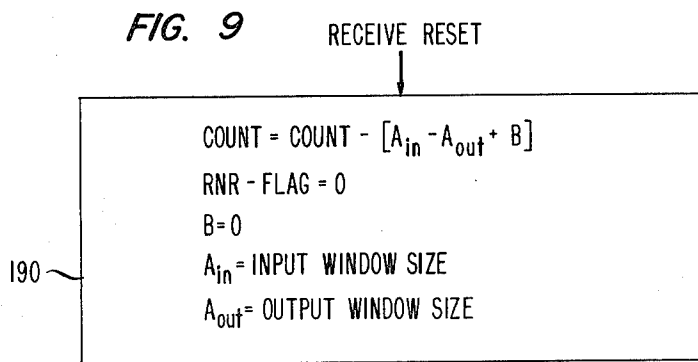 FIG. 9
RECEIVE RESET
COUNT = COUNT - [A_in - A_out + B]
RNR - FLAG = 0
B=0
A_in = INPUT WINDOW SIZE
A_out = OUTPUT WINDOW SIZE
190